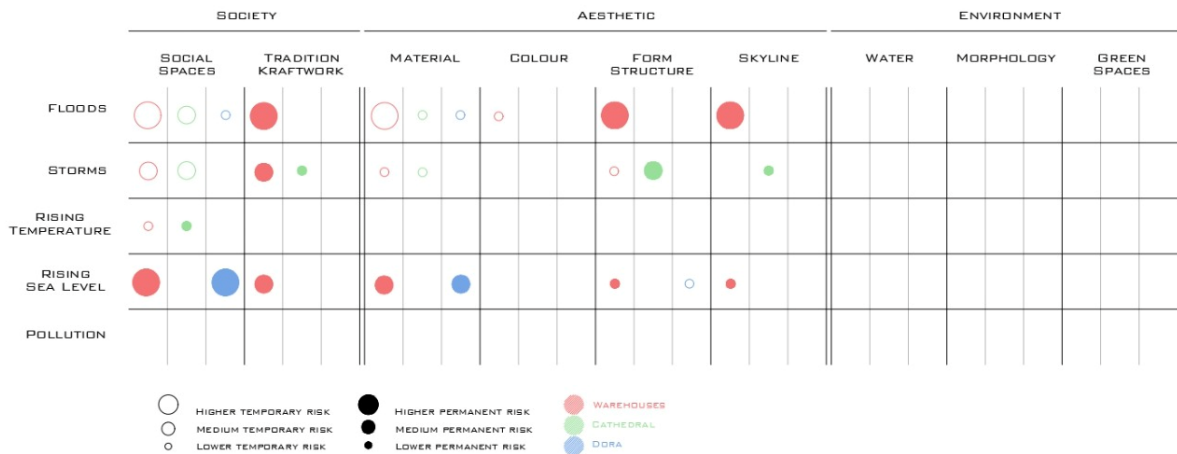 SOCIETY AESTHETIC ENVIRONMENT
SOCIAL SPACES TRADITION KRAFTWORK MATERIAL COLOUR FORM STRUCTURE SKYLINE WATER MORPHOLOGY GREEN SPACES
FLOODS
STORMS
RISING
TEMPERATURE
RISING
SEA LEVEL
POLLUTION
HIGHER TEMPORARY RISK HIGHER PERMANENT RISK WAREHOUSES
MEDIUM TEMPORARY RISK MEDIUM PERMANENT RISK CATHEDRAL
LOWER TEMPORARY RISK LOWER PERMANENT RISK DORA